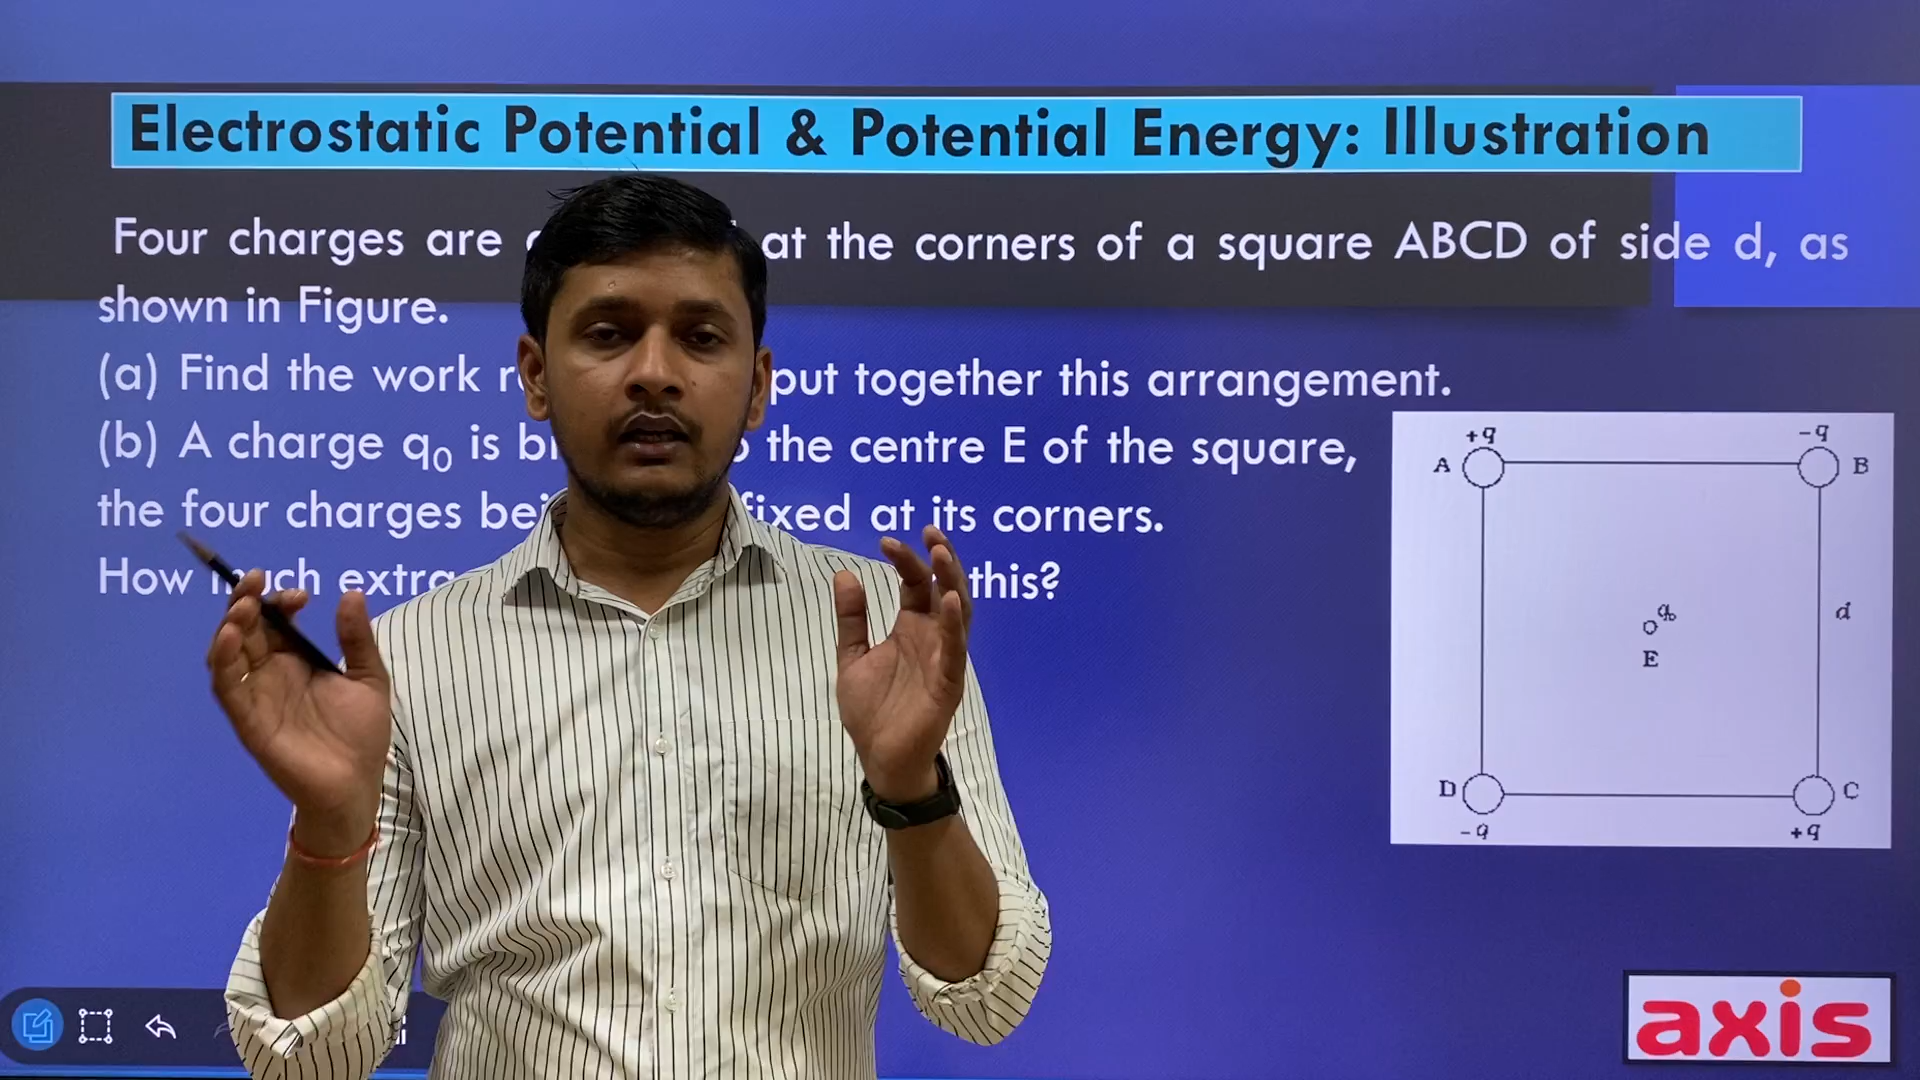 Electrostatic Potential & Potential Energy: Illustration
Four charges are at the corners of a square ABCD of side d, as
shown in Figure.
(a) Find the work put together this arrangement.
(b) A charge q₀ is the centre E of the square,
the four charges fixed at its corners.
How much extra this?
+q -q
A B
q₀
d
E
D C
-q +q
axis